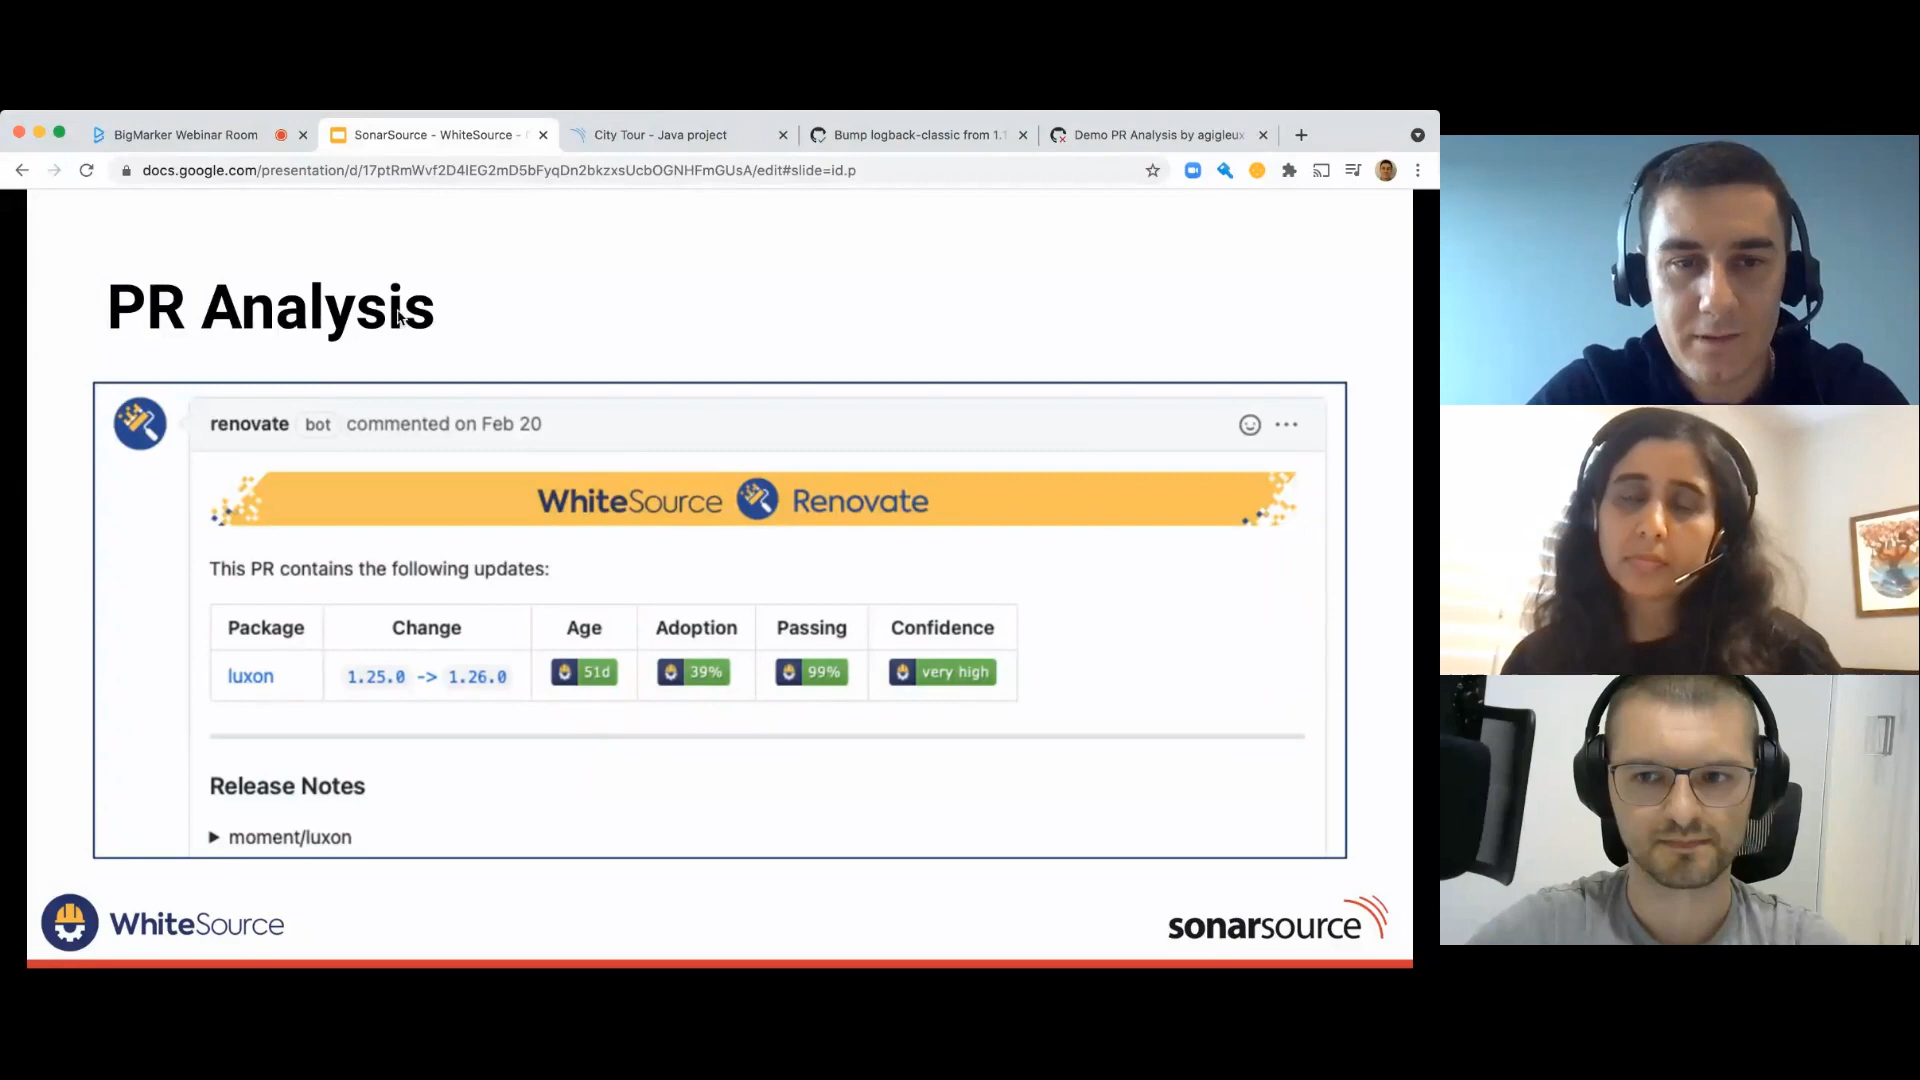 BigMarker Webinar Room
SonarSource - WhiteSource -
City Tour - Java project
Bump logback-classic from 1.
Demo PR Analysis by agigleux
docs.google.com/presentation/d/17ptRmWvf2D4lEG2mD5bFyqDn2bkzxsUcbOGNHFmGUsA/edit#slide=id.p
PR Analysis
renovate bot commented on Feb 20
WhiteSource Renovate
This PR contains the following updates:
Package Change Age Adoption Passing Confidence
luxon 1.25.0 -> 1.26.0 51d 39% 99% very high
Release Notes
moment/luxon
WhiteSource
sonarsource